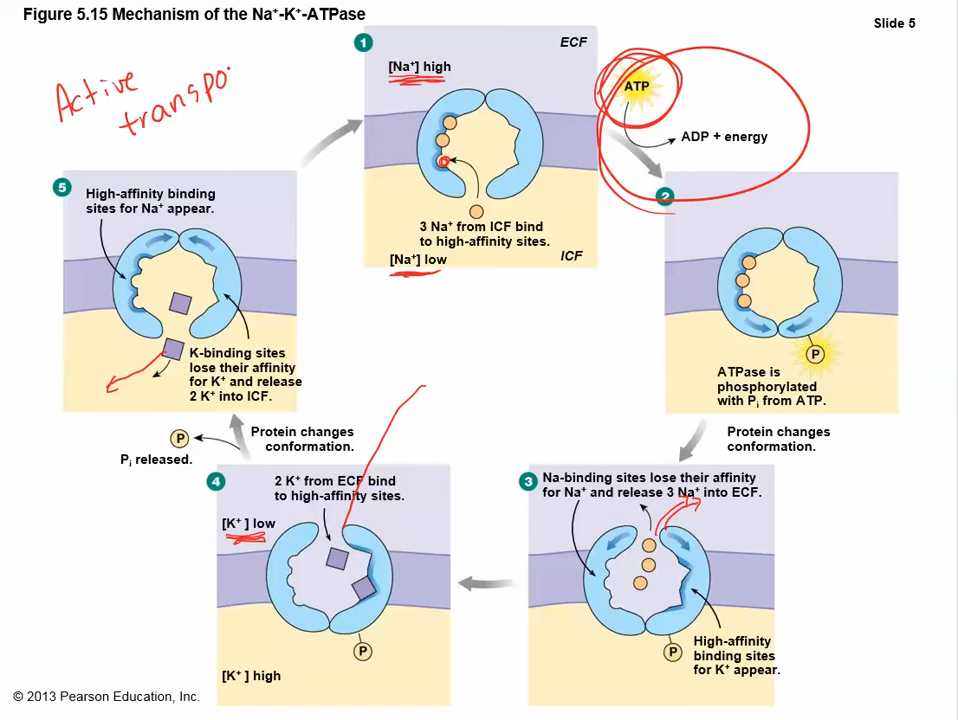 Figure 5.15 Mechanism of the Na⁺-K⁺-ATPase
Slide 5
Active
transpo
1
ECF
[Na⁺] high
ATP
ADP + energy
3 Na⁺ from ICF bind
to high-affinity sites.
[Na⁺] low
ICF
2
ATPase is
phosphorylated
with Pᵢ from ATP.
P
Protein changes
conformation.
3
Na-binding sites lose their affinity
for Na⁺ and release 3 Na⁺ into ECF.
High-affinity
binding sites
for K⁺ appear.
P
4
2 K⁺ from ECF bind
to high-affinity sites.
[K⁺] low
[K⁺] high
P
Protein changes
conformation.
P
Pᵢ released.
5
High-affinity binding
sites for Na⁺ appear.
K-binding sites
lose their affinity
for K⁺ and release
2 K⁺ into ICF.
© 2013 Pearson Education, Inc.